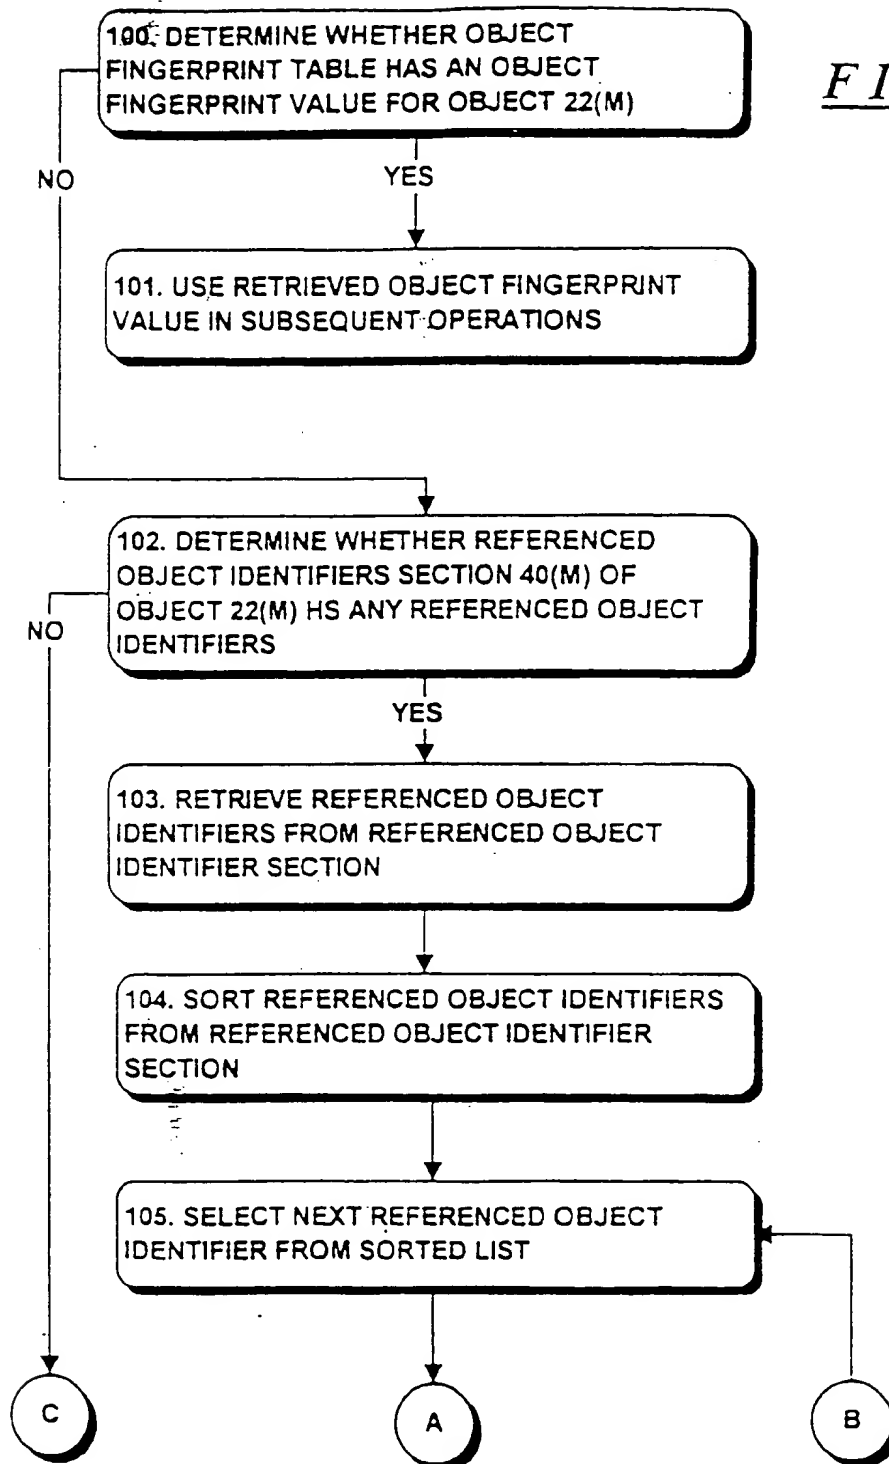 100. DETERMINE WHETHER OBJECT
FINGERPRINT TABLE HAS AN OBJECT
FINGERPRINT VALUE FOR OBJECT 22(M)
F I
NO
YES
101. USE RETRIEVED OBJECT FINGERPRINT
VALUE IN SUBSEQUENT OPERATIONS
102. DETERMINE WHETHER REFERENCED
OBJECT IDENTIFIERS SECTION 40(M) OF
OBJECT 22(M) HS ANY REFERENCED OBJECT
IDENTIFIERS
NO
YES
103. RETRIEVE REFERENCED OBJECT
IDENTIFIERS FROM REFERENCED OBJECT
IDENTIFIER SECTION
104. SORT REFERENCED OBJECT IDENTIFIERS
FROM REFERENCED OBJECT IDENTIFIER
SECTION
105. SELECT NEXT REFERENCED OBJECT
IDENTIFIER FROM SORTED LIST
C
A
B